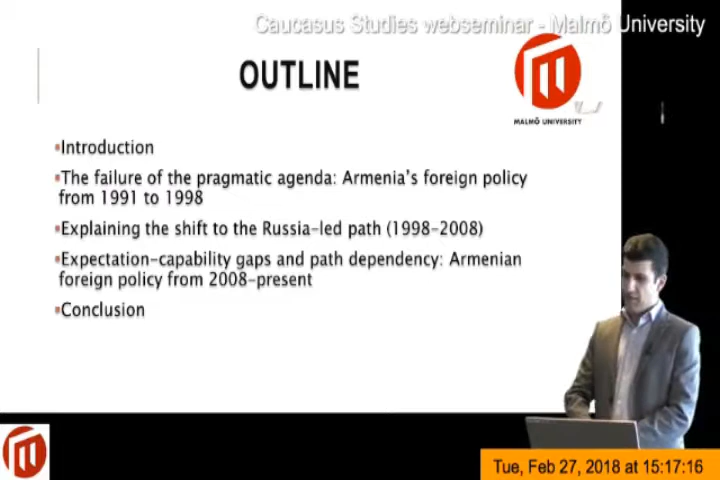 Caucasus Studies webseminar - Malmö University
OUTLINE
MALMÖ UNIVERSITY
Introduction
The failure of the pragmatic agenda: Armenia's foreign policy
from 1991 to 1998
Explaining the shift to the Russia-led path (1998-2008)
Expectation-capability gaps and path dependency: Armenian
foreign policy from 2008-present
Conclusion
Tue, Feb 27, 2018 at 15:17:16